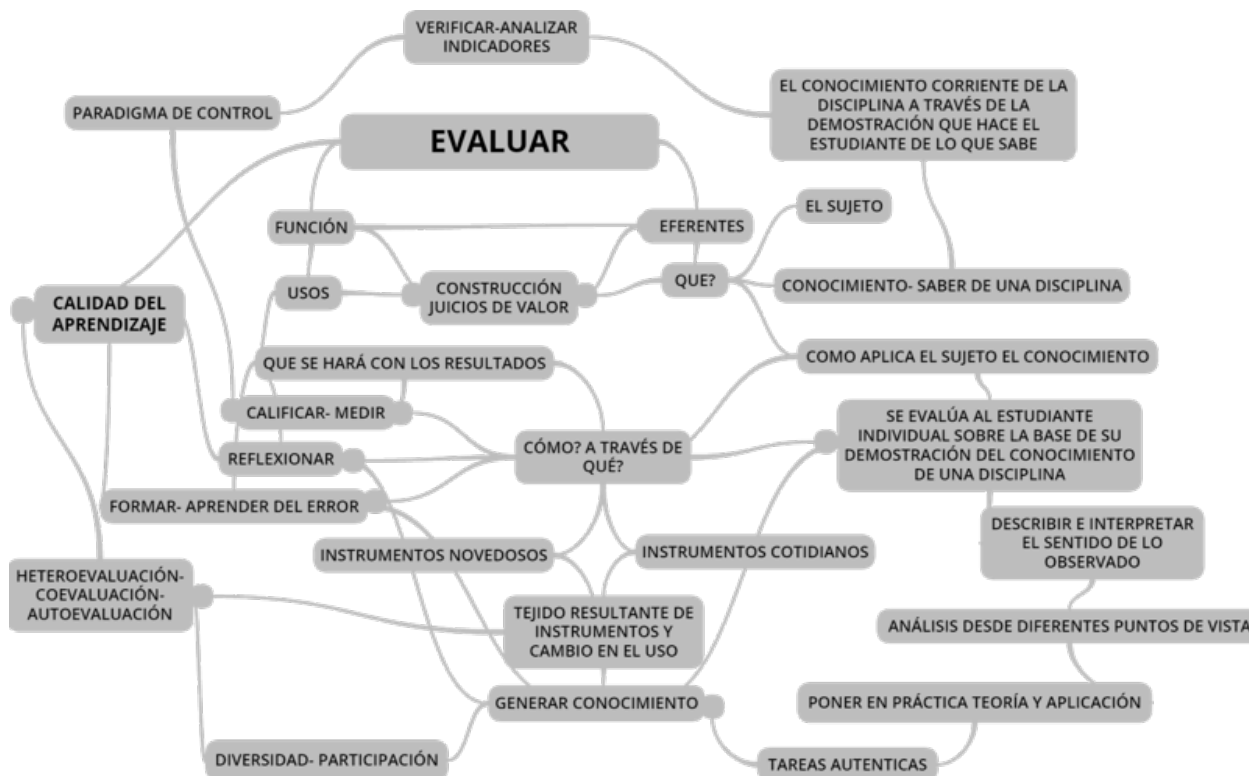 VERIFICAR-ANALIZAR
INDICADORES
PARADIGMA DE CONTROL
EL CONOCIMIENTO CORRIENTE DE LA
DISCIPLINA A TRAVÉS DE LA
DEMOSTRACIÓN QUE HACE EL
ESTUDIANTE DE LO QUE SABE
EVALUAR
EL SUJETO
FUNCIÓN
EFERENTES
QUE?
USOS
CONSTRUCCIÓN
JUICIOS DE VALOR
CONOCIMIENTO- SABER DE UNA DISCIPLINA
CALIDAD DEL
APRENDIZAJE
QUE SE HARÁ CON LOS RESULTADOS
COMO APLICA EL SUJETO EL CONOCIMIENTO
CALIFICAR- MEDIR
SE EVALÚA AL ESTUDIANTE
INDIVIDUAL SOBRE LA BASE DE SU
DEMOSTRACIÓN DEL CONOCIMIENTO
DE UNA DISCIPLINA
REFLEXIONAR
CÓMO? A TRAVÉS DE
QUÉ?
FORMAR- APRENDER DEL ERROR
DESCRIBIR E INTERPRETAR
EL SENTIDO DE LO
OBSERVADO
INSTRUMENTOS NOVEDOSOS
INSTRUMENTOS COTIDIANOS
HETEROEVALUACIÓN-
COEVALUACIÓN-
AUTOEVALUACIÓN
TEJIDO RESULTANTE DE
INSTRUMENTOS Y
CAMBIO EN EL USO
ANÁLISIS DESDE DIFERENTES PUNTOS DE VISTA
GENERAR CONOCIMIENTO
PONER EN PRÁCTICA TEORÍA Y APLICACIÓN
DIVERSIDAD- PARTICIPACIÓN
TAREAS AUTENTICAS